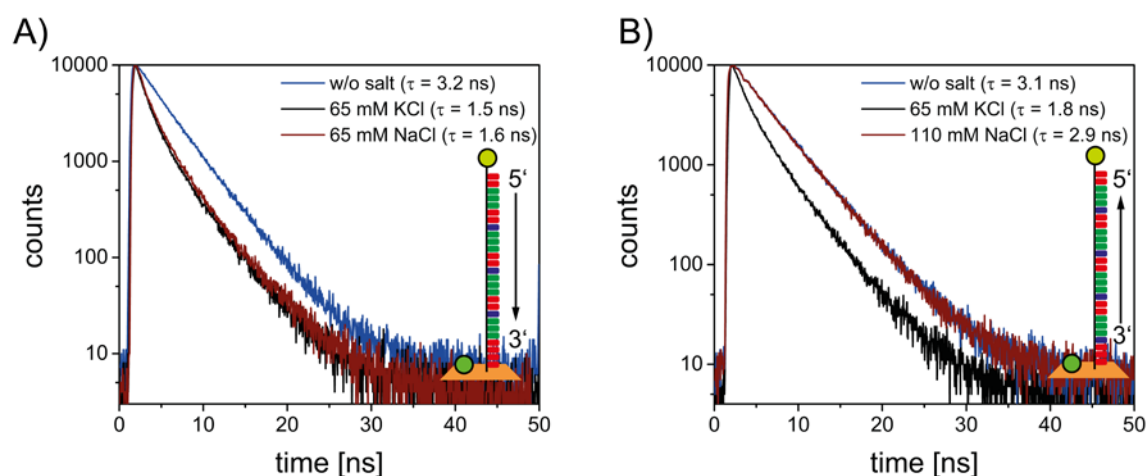 A)
10000
1000
100
10
counts
w/o salt (τ = 3.2 ns)
65 mM KCl (τ = 1.5 ns)
65 mM NaCl (τ = 1.6 ns)
5‘
3‘
0 10 20 30 40 50
time [ns]
B)
10000
1000
100
10
counts
w/o salt (τ = 3.1 ns)
65 mM KCl (τ = 1.8 ns)
110 mM NaCl (τ = 2.9 ns)
5‘
3‘
0 10 20 30 40 50
time [ns]